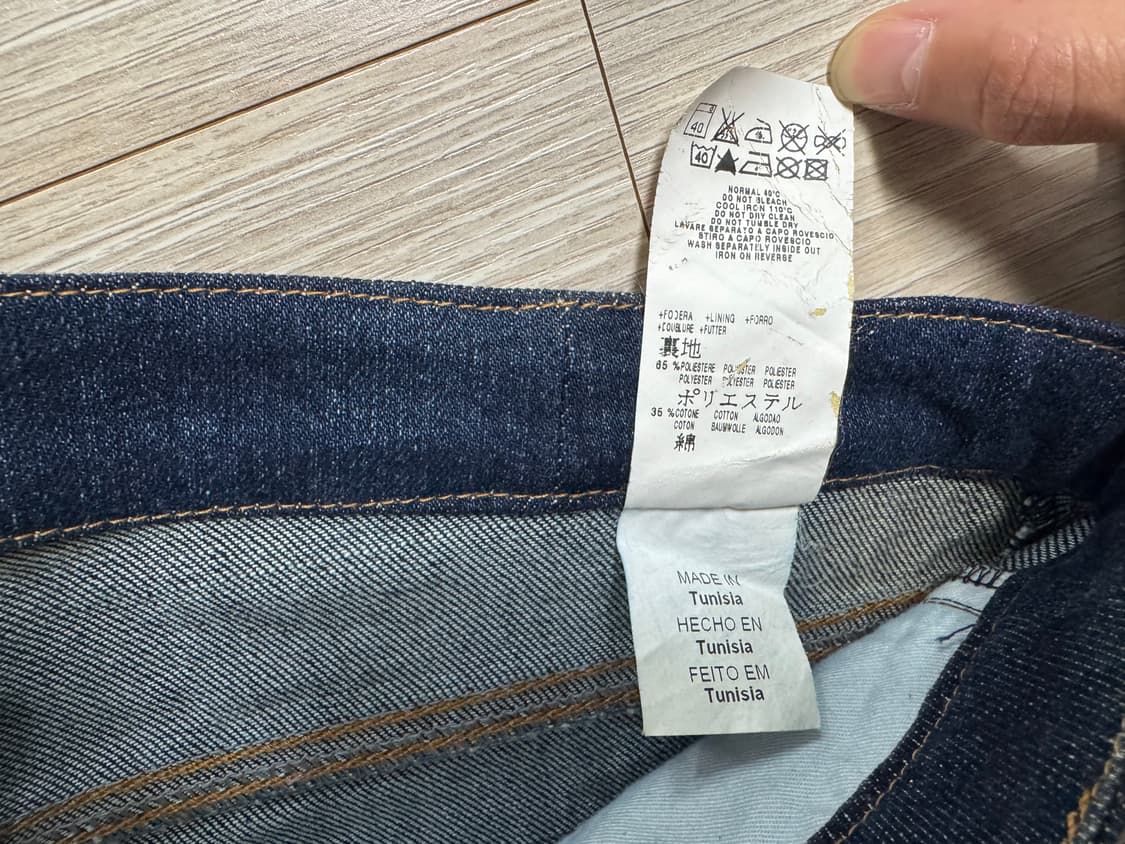 40
40
NORMAL 40°C
DO NOT BLEACH
COOL IRON 110°C
DO NOT DRY CLEAN
DO NOT TUMBLE DRY
LAVARE SEPARATO A CAPO ROVESCIO
STIRO A CAPO ROVESCIO
WASH SEPARATELY INSIDE OUT
IRON ON REVERSE
+FODERA +LINING +FORRO
+DOUBLURE +FUTTER
裏地
65 %POLIESTERE POLYESTER POLIESTER
POLYESTER POLYESTER POLIESTER
ポリエステル
35 %COTONE COTTON ALGODAO
COTON BAUMWOLLE ALGODON
綿
MADE IN
Tunisia
HECHO EN
Tunisia
FEITO EM
Tunisia